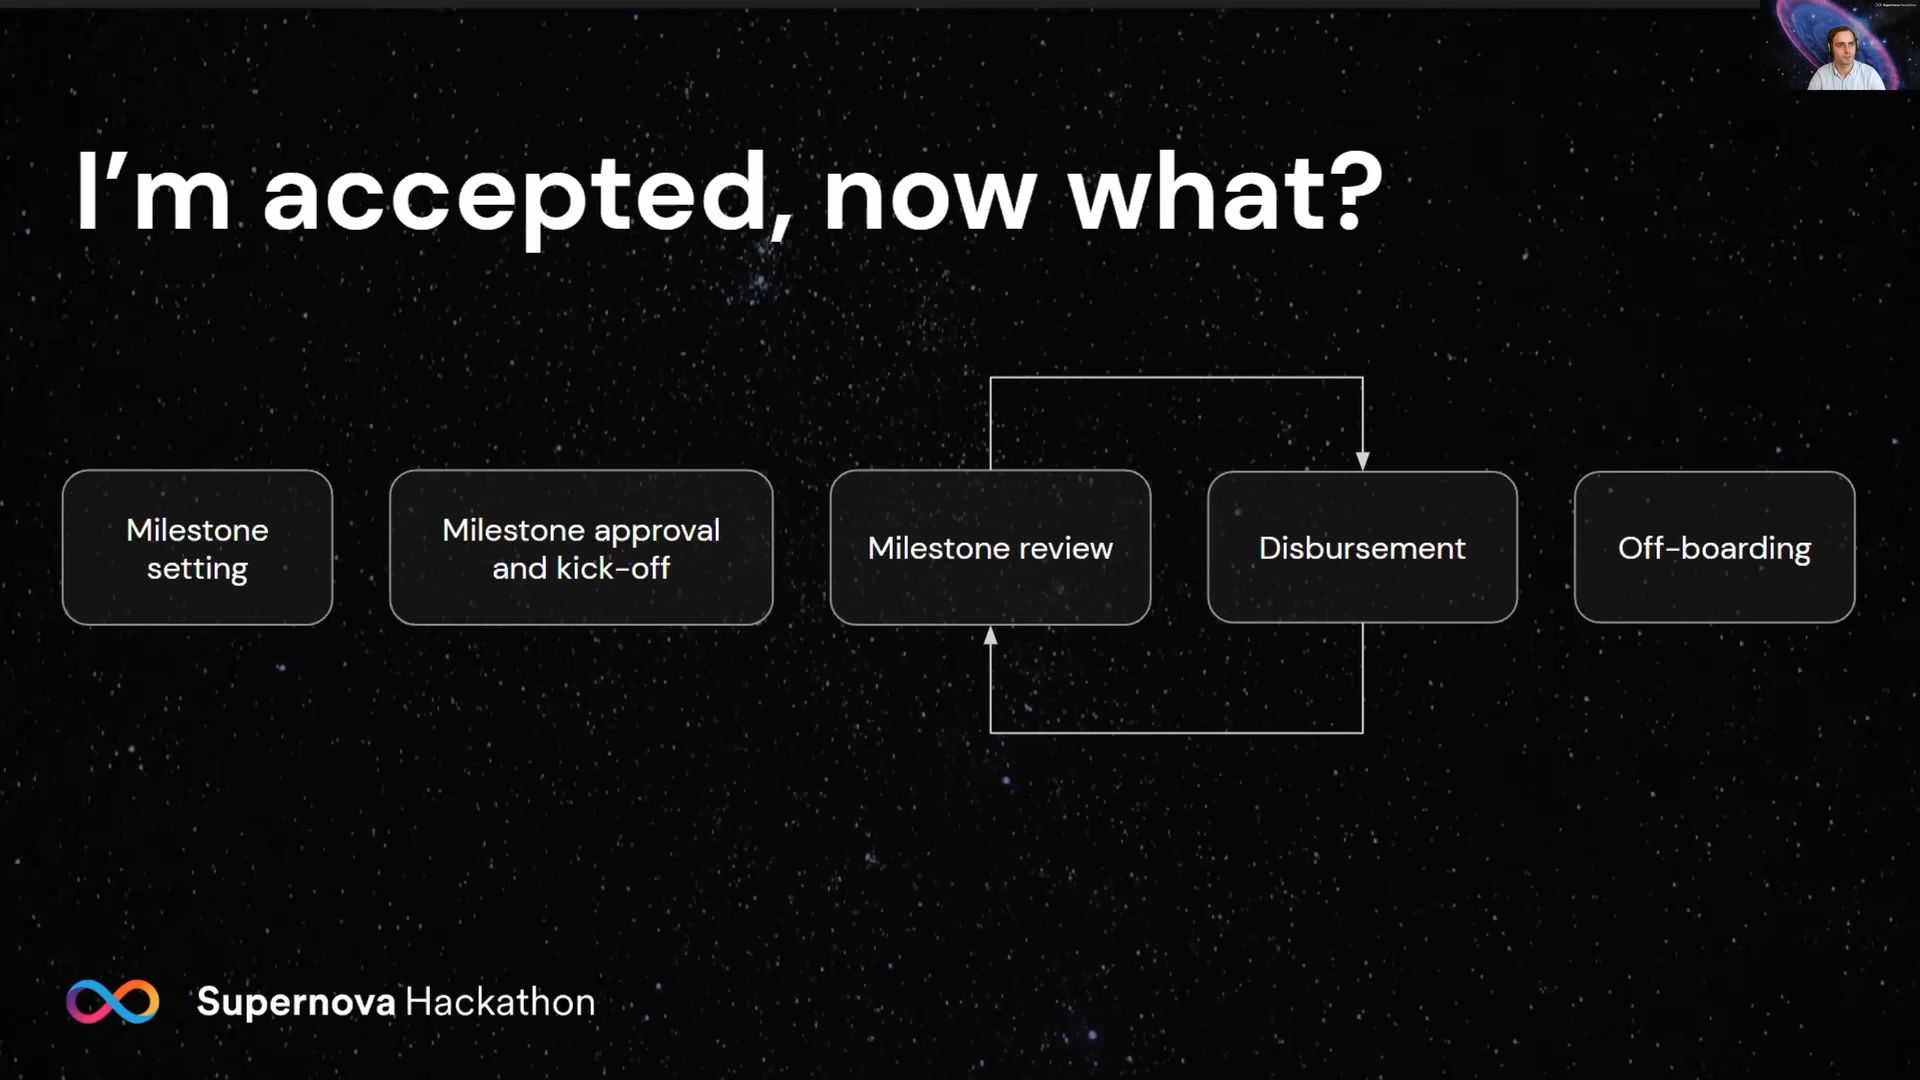 I’m accepted, now what?
Milestone
setting
Milestone approval
and kick-off
Milestone review
Disbursement
Off-boarding
Supernova Hackathon